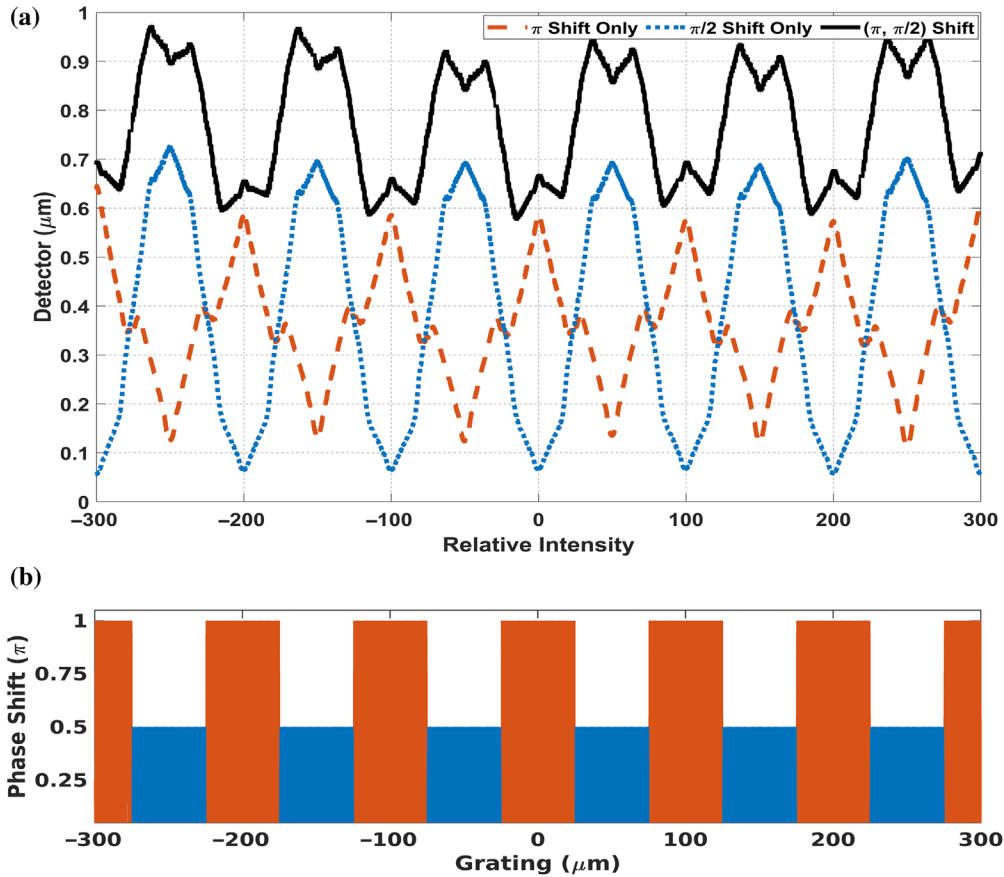 (a)
π Shift Only π/2 Shift Only (π, π/2) Shift
1
0.9
0.8
0.7
0.6
0.5
0.4
0.3
0.2
0.1
0
Detector (μm)
−300 −200 −100 0 100 200 300
Relative Intensity
(b)
1
0.75
0.5
0.25
Phase Shift (π)
−300 −200 −100 0 100 200 300
Grating (μm)